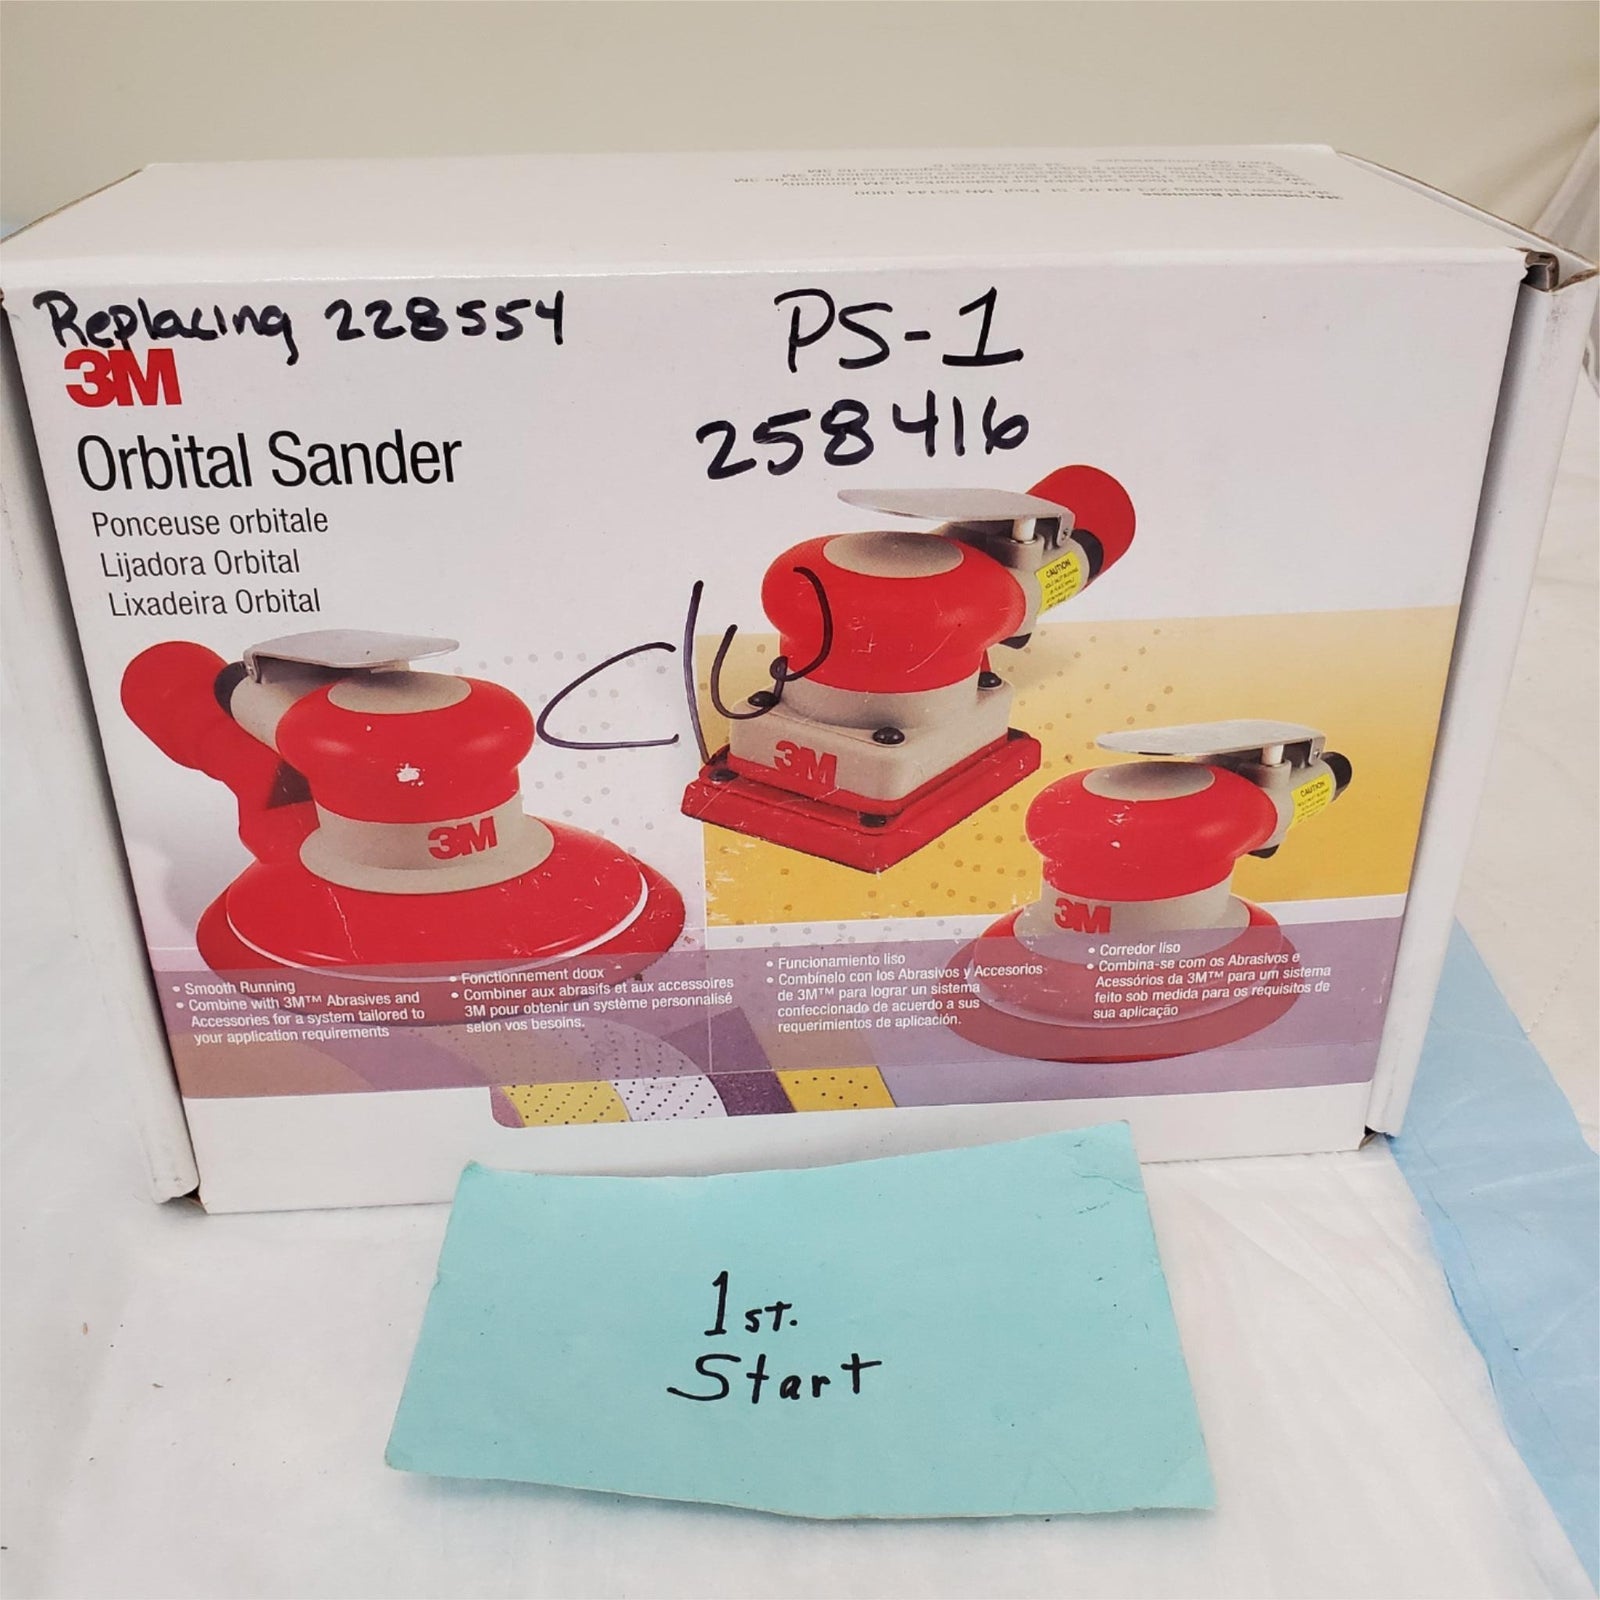 Replacing 228554
PS-1
258416
3M
Orbital Sander
Ponceuse orbitale
Lijadora Orbital
Lixadeira Orbital
CAUTION
3M
3M
CAUTION
3M
• Smooth Running
• Combine with 3M™ Abrasives and
Accessories for a system tailored to
your application requirements
• Fonctionnement doux
• Combiner aux abrasifs et aux accessoires
3M pour obtenir un système personnalisé
selon vos besoins.
• Funcionamiento liso
• Combínelo con los Abrasivos y Accesorios
de 3M™ para lograr un sistema
confeccionado de acuerdo a sus
requerimientos de aplicación.
• Corredor liso
• Combina-se com os Abrasivos e
Acessórios da 3M™ para um sistema
feito sob medida para os requisitos de
sua aplicação
1st.
Start